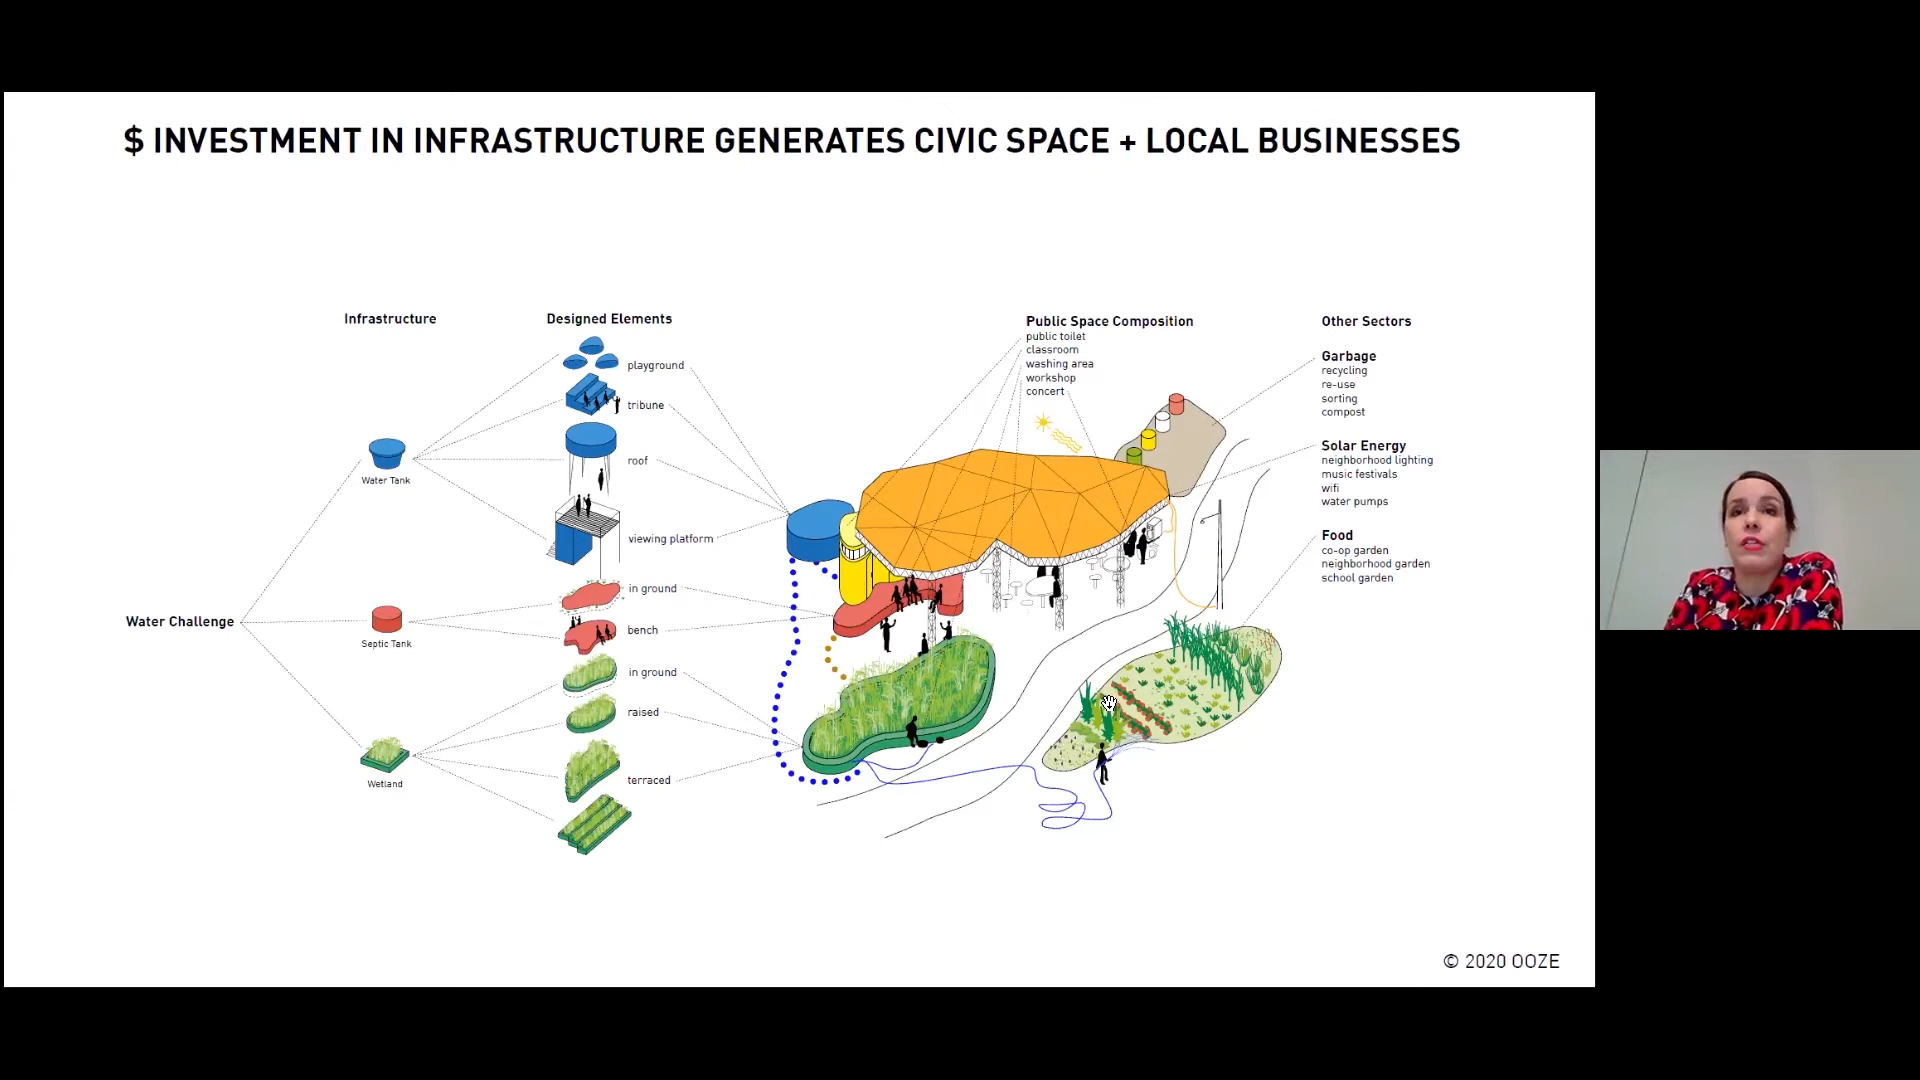 $ INVESTMENT IN INFRASTRUCTURE GENERATES CIVIC SPACE + LOCAL BUSINESSES
Water Challenge
Infrastructure
Water Tank
Septic Tank
Wetland
Designed Elements
playground
tribune
roof
viewing platform
in ground
bench
in ground
raised
terraced
Public Space Composition
public toilet
classroom
washing area
workshop
concert
Other Sectors
Garbage
recycling
re-use
sorting
compost
Solar Energy
neighborhood lighting
music festivals
wifi
water pumps
Food
co-op garden
neighborhood garden
school garden
© 2020 OOZE